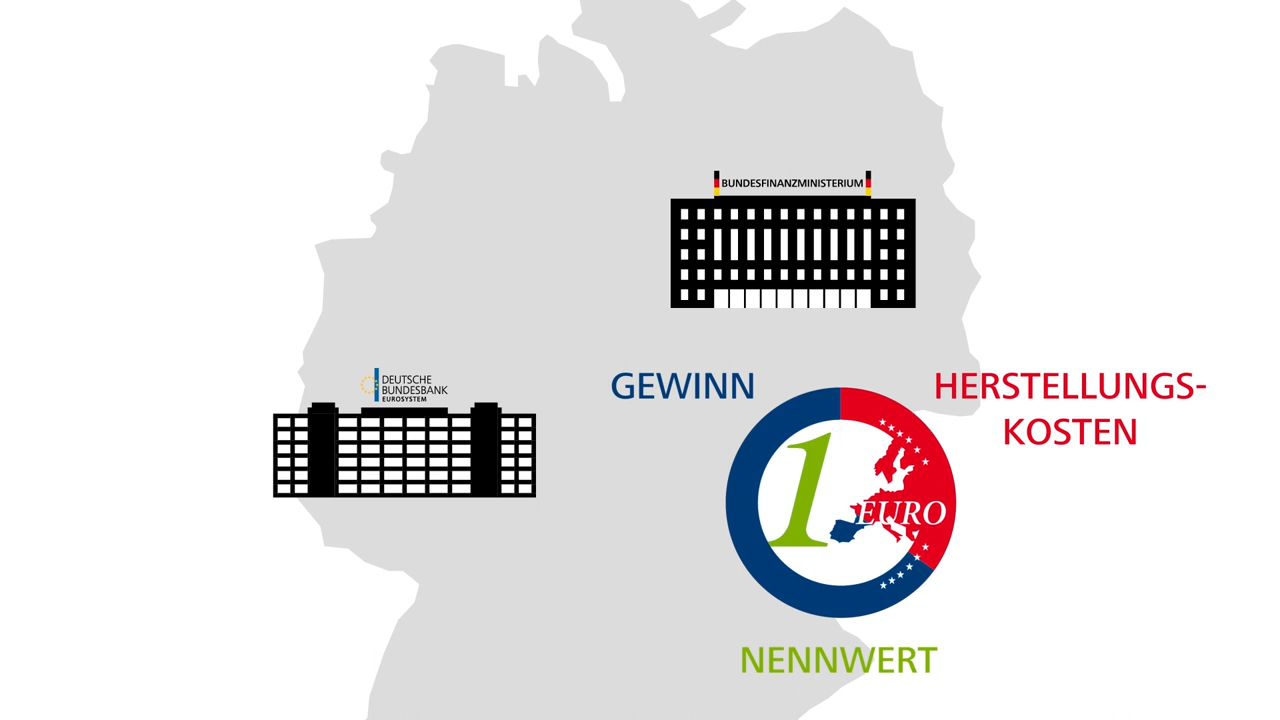 BUNDESFINANZMINISTERIUM
DEUTSCHE
BUNDESBANK
EUROSYSTEM
GEWINN
HERSTELLUNGS-
KOSTEN
1
EURO
NENNWERT